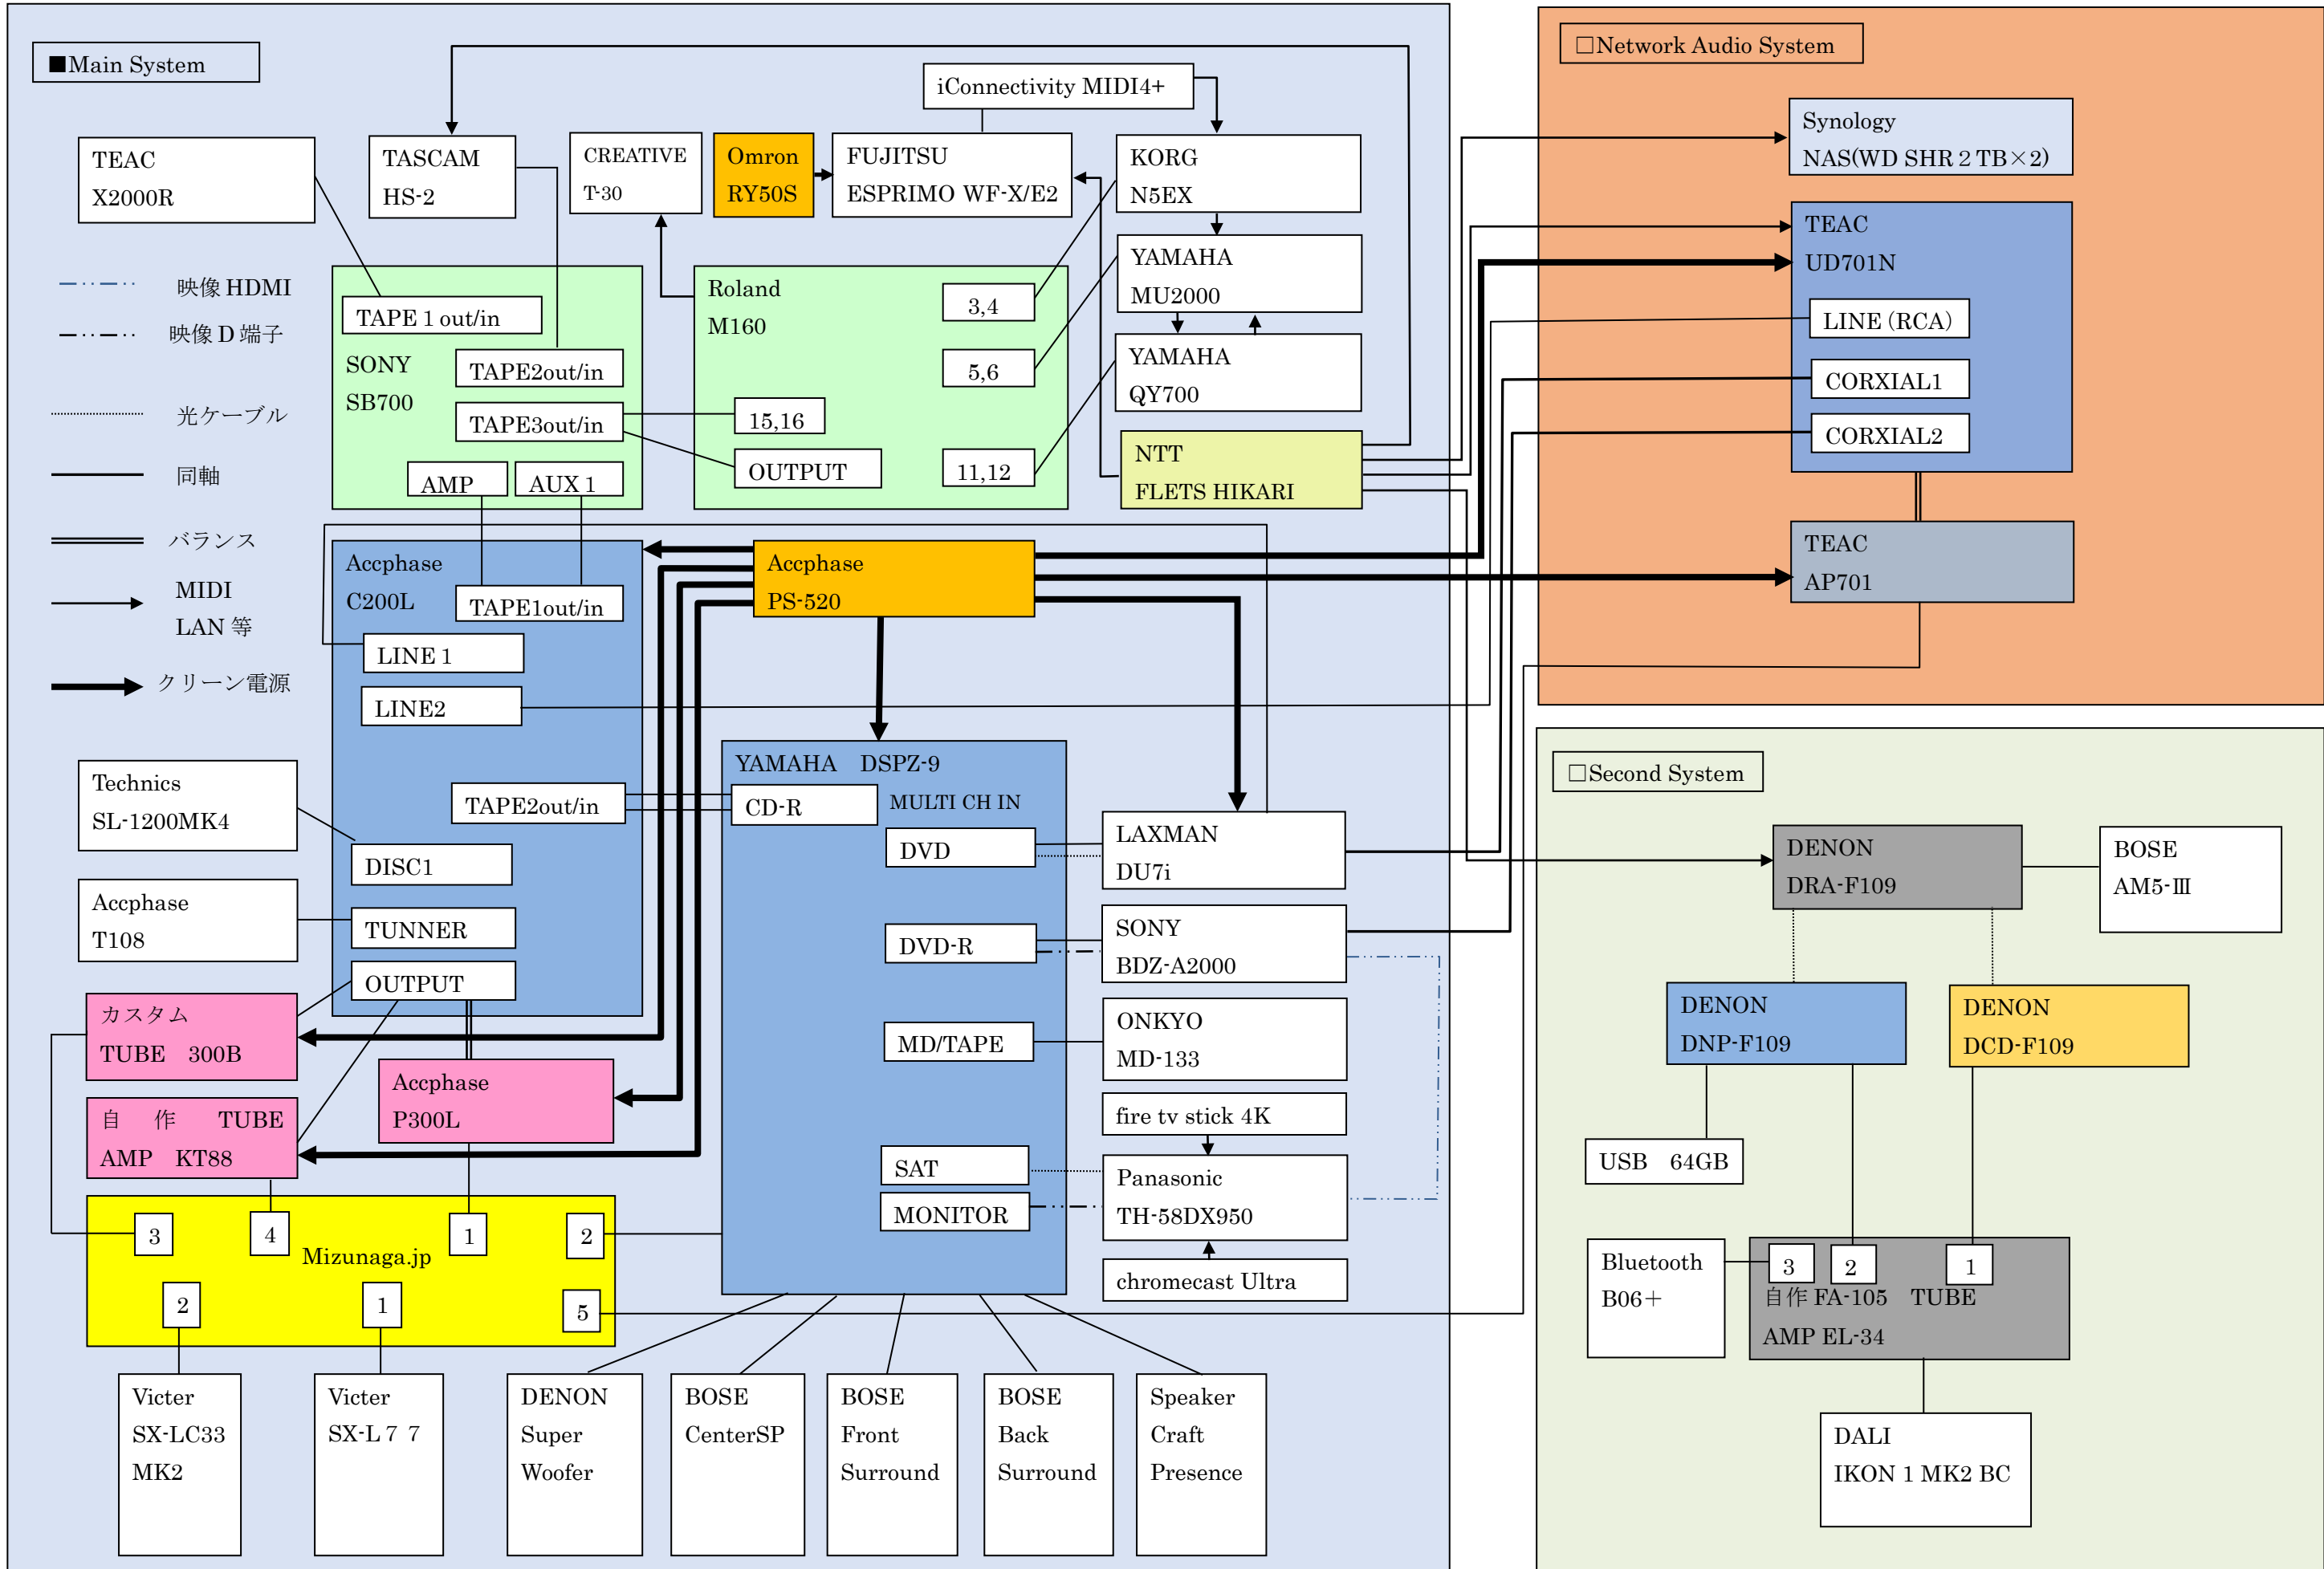 ■Main System
iConnectivity MIDI4+
TEAC
X2000R
TASCAM
HS-2
CREATIVE
T-30
Omron
RY50S
FUJITSU
ESPRIMO WF-X/E2
KORG
N5EX
映像 HDMI
映像 D 端子
光ケーブル
同軸
バランス
MIDI
LAN 等
クリーン電源
TAPE１out/in
SONY
SB700
TAPE2out/in
TAPE3out/in
AMP
AUX 1
Roland
M160
3,4
5,6
15,16
OUTPUT
11,12
YAMAHA
MU2000
YAMAHA
QY700
NTT
FLETS HIKARI
Accphase
C200L
TAPE1out/in
LINE 1
LINE2
TAPE2out/in
DISC1
TUNNER
OUTPUT
Accphase
PS-520
Technics
SL-1200MK4
Accphase
T108
カスタム
TUBE　300B
自　作　TUBE
AMP　KT88
Accphase
P300L
YAMAHA　DSPZ-9
CD-R
MULTI CH IN
DVD
DVD-R
MD/TAPE
SAT
MONITOR
LAXMAN
DU7i
SONY
BDZ-A2000
ONKYO
MD-133
fire tv stick 4K
Panasonic
TH-58DX950
chromecast Ultra
3
4
1
2
Mizunaga.jp
2
1
5
Victer
SX-LC33
MK2
Victer
SX-L７７
DENON
Super
Woofer
BOSE
CenterSP
BOSE
Front
Surround
BOSE
Back
Surround
Speaker
Craft
Presence
□Network Audio System
Synology
NAS(WD SHR２TB×2)
TEAC
UD701N
LINE (RCA)
CORXIAL1
CORXIAL2
TEAC
AP701
□Second System
DENON
DRA-F109
BOSE
AM5-Ⅲ
DENON
DNP-F109
DENON
DCD-F109
USB　64GB
Bluetooth
B06＋
3
2
1
自作 FA-105　TUBE
AMP EL-34
DALI
IKON 1 MK2 BC